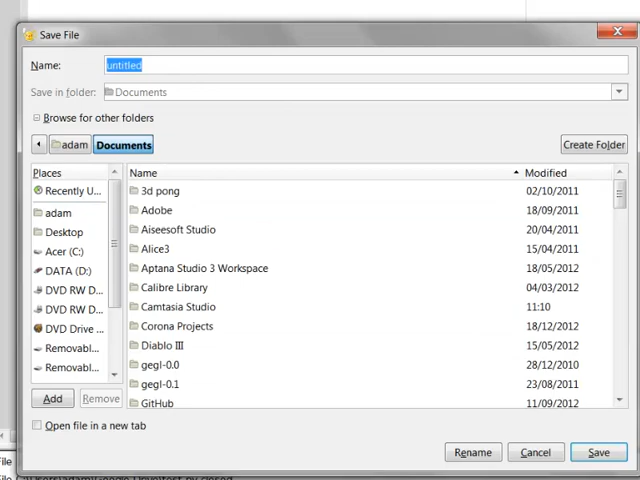 Save File
Name: untitled
Save in folder: Documents
Browse for other folders
adam Documents Create Folder
Places Name Modified
Recently U... 3d pong 02/10/2011
adam Adobe 18/09/2011
Desktop Aiseesoft Studio 20/04/2011
Acer (C:) Alice3 15/04/2011
DATA (D:) Aptana Studio 3 Workspace 18/05/2012
DVD RW D... Calibre Library 04/03/2012
DVD RW D... Camtasia Studio 11:10
DVD Drive ... Corona Projects 18/12/2012
Removabl... Diablo III 15/05/2012
Removabl... gegl-0.0 28/12/2010
gegl-0.1 23/08/2011
Add Remove GitHub 11/09/2012
Open file in a new tab
Rename Cancel Save
File